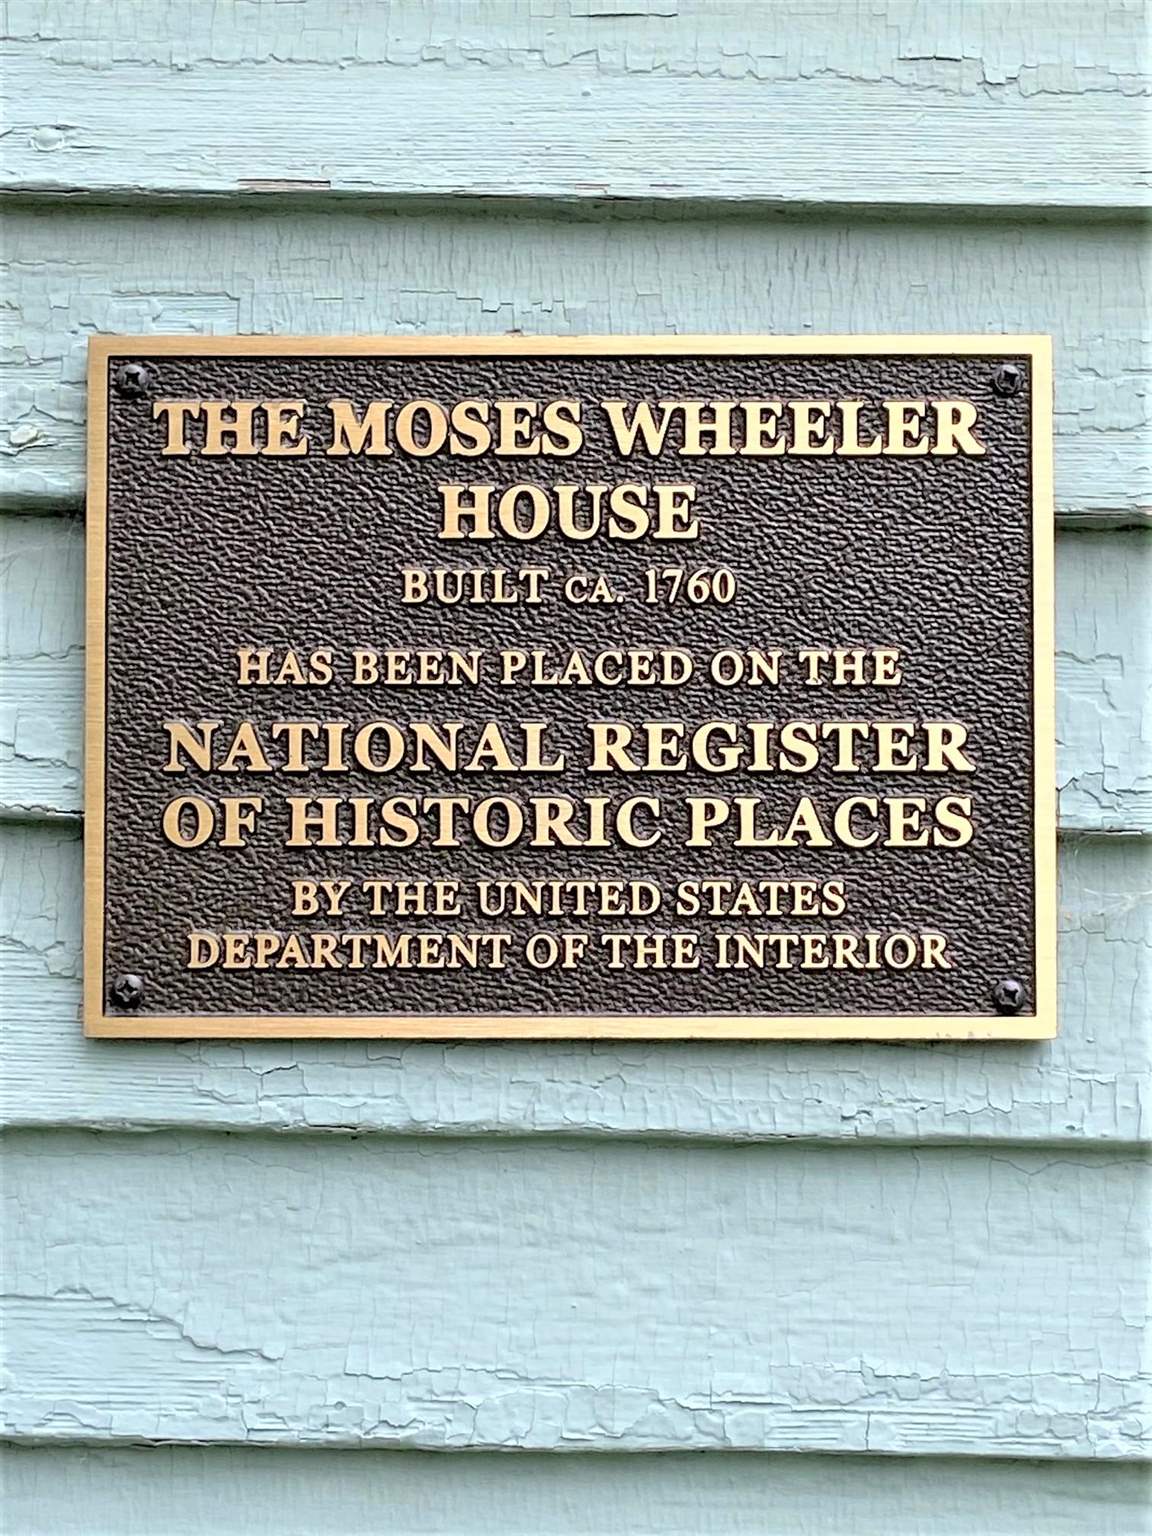 THE MOSES WHEELER
HOUSE
BUILT CA. 1760
HAS BEEN PLACED ON THE
NATIONAL REGISTER
OF HISTORIC PLACES
BY THE UNITED STATES
DEPARTMENT OF THE INTERIOR